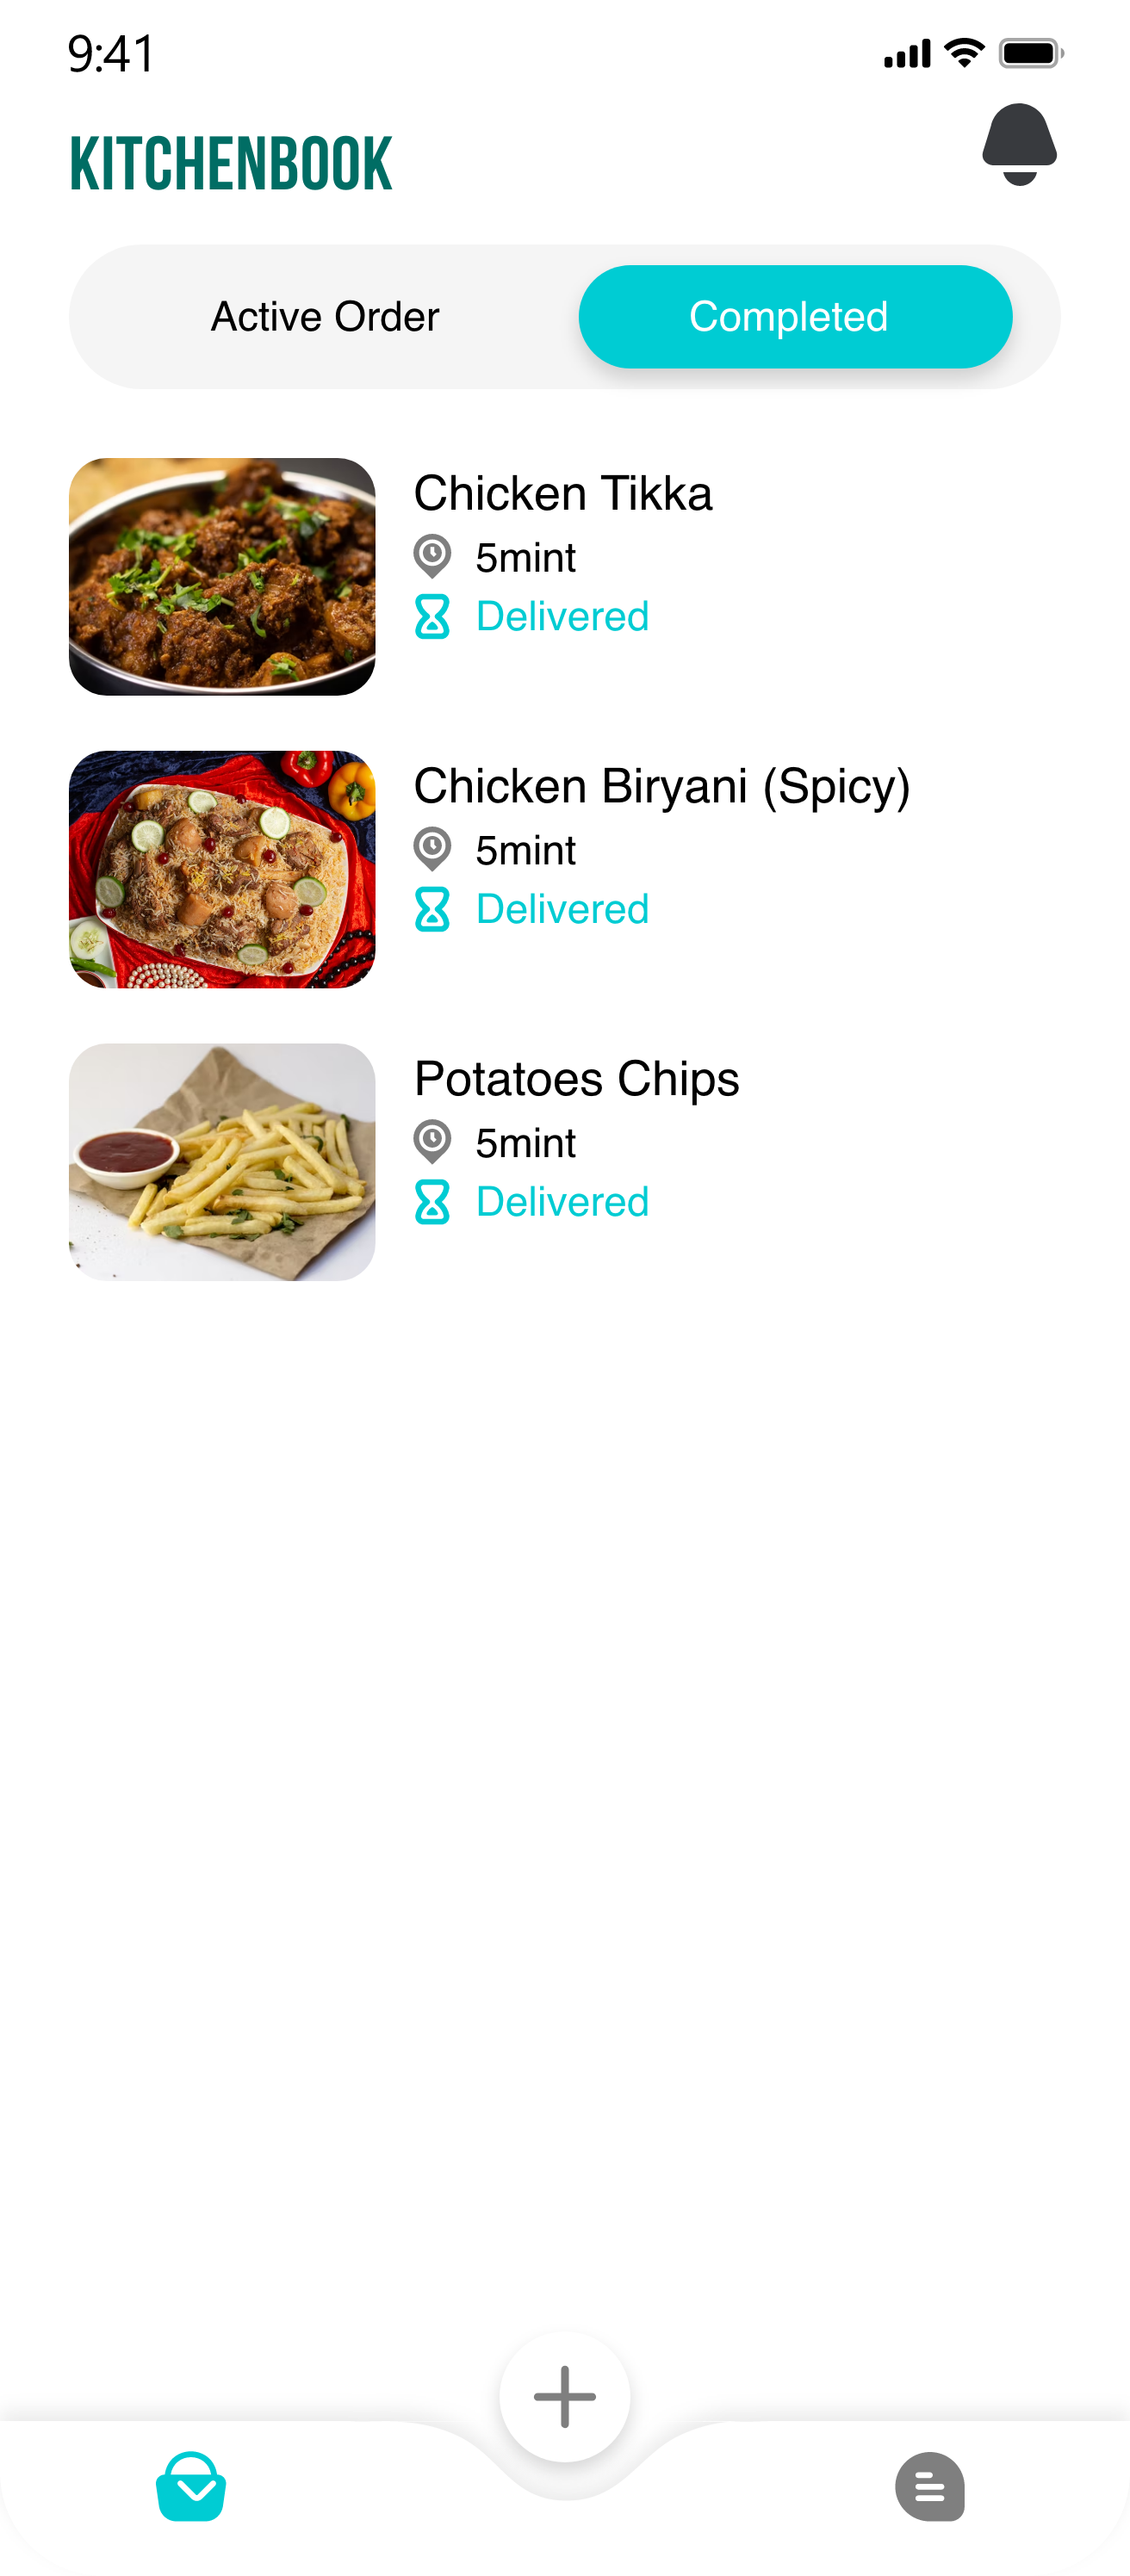 9:41
KITCHENBOOK
Active Order
Completed
Chicken Tikka
5mint
Delivered
Chicken Biryani (Spicy)
5mint
Delivered
Potatoes Chips
5mint
Delivered